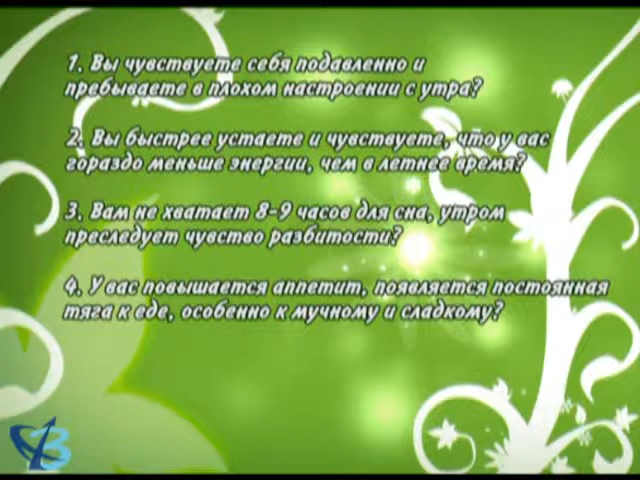 1. Вы чувствуете себя подавленно и
пребываете в плохом настроении с утра?
2. Вы быстрее устаете и чувствуете, что у вас
гораздо меньше энергии, чем в летнее время?
3. Вам не хватает 8-9 часов для сна, утром
преследует чувство разбитости?
4. У вас повышается аппетит, появляется постоянная
тяга к еде, особенно к мучному и сладкому?